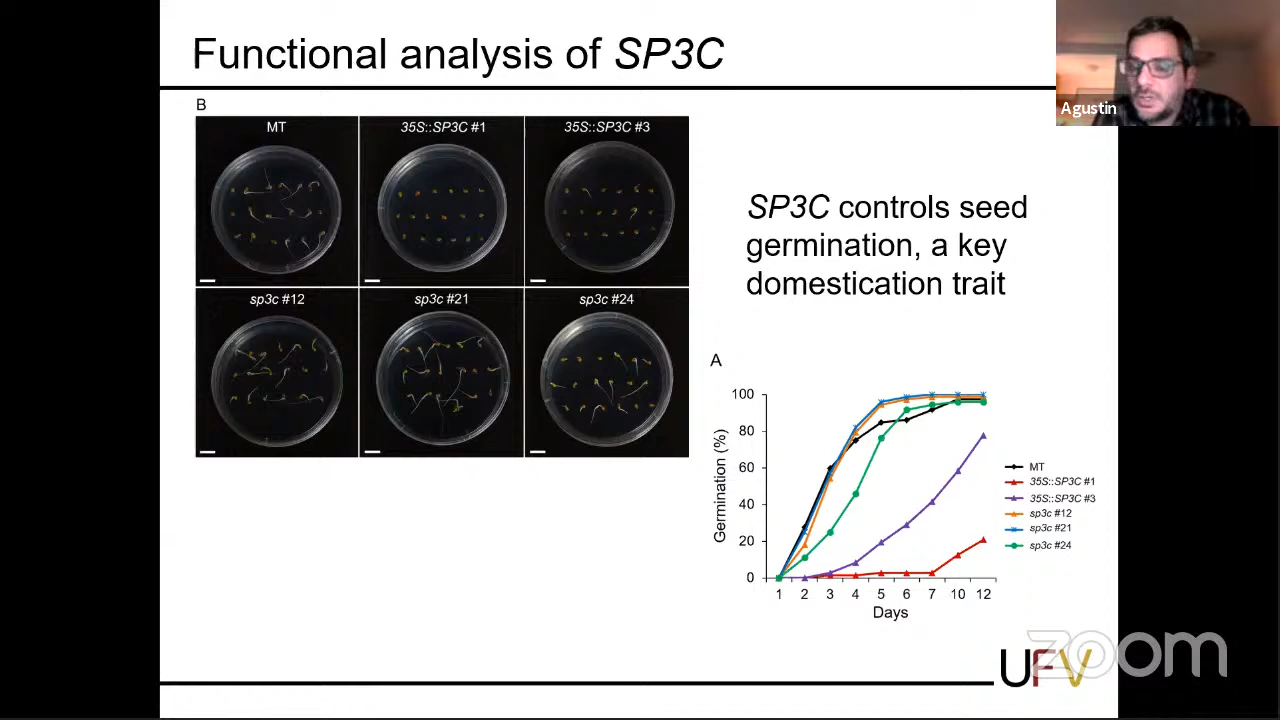 Functional analysis of SP3C
Agustin
B
MT
35S::SP3C #1
35S::SP3C #3
sp3c #12
sp3c #21
sp3c #24
SP3C controls seed
germination, a key
domestication trait
A
100
80
60
40
20
0
Germination (%)
1 2 3 4 5 6 7 10 12
Days
MT
35S::SP3C #1
35S::SP3C #3
sp3c #12
sp3c #21
sp3c #24
UFV
zoom